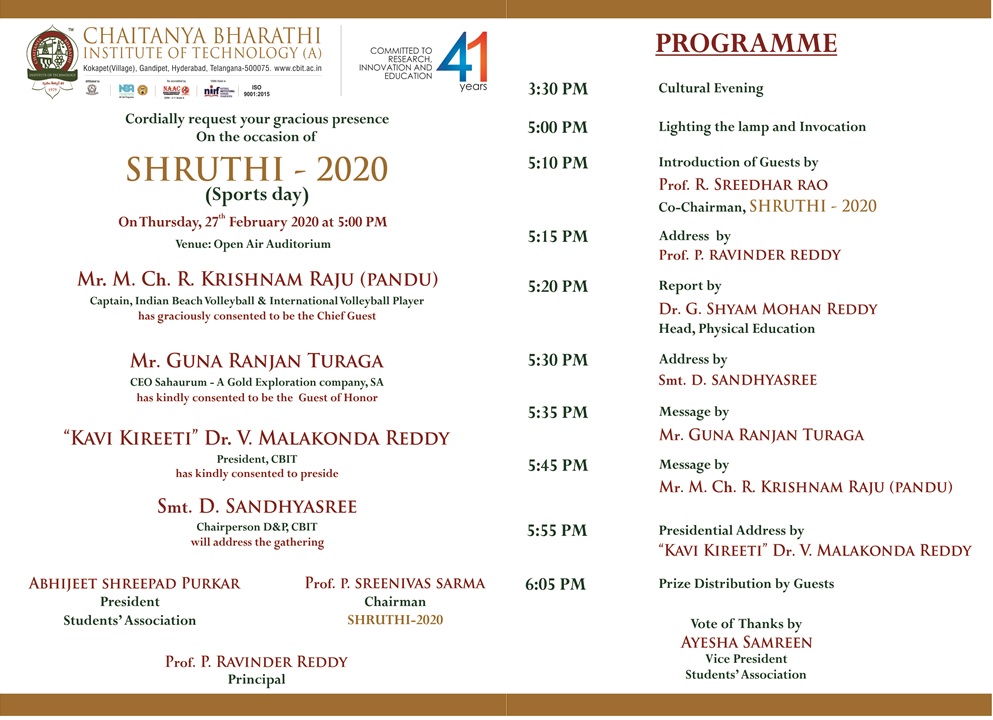 CHAITANYA BHARATHI
INSTITUTE OF TECHNOLOGY (A)
Kokapet(Village), Gandipet, Hyderabad, Telangana-500075. www.cbit.ac.in
NBA
NAAC
nirf
ISO
9001:2015
COMMITTED TO
RESEARCH,
INNOVATION AND
EDUCATION
41
years
Cordially request your gracious presence
On the occasion of
SHRUTHI - 2020
(Sports day)
On Thursday, 27th February 2020 at 5:00 PM
Venue: Open Air Auditorium
Mr. M. Ch. R. Krishnam Raju (pandu)
Captain, Indian Beach Volleyball & International Volleyball Player
has graciously consented to be the Chief Guest
Mr. Guna Ranjan Turaga
CEO Sahaurum - A Gold Exploration company, SA
has kindly consented to be the Guest of Honor
“Kavi Kireeti” Dr. V. Malakonda Reddy
President, CBIT
has kindly consented to preside
Smt. D. Sandhyasree
Chairperson D&P, CBIT
will address the gathering
Abhijeet shreepad Purkar
President
Students’ Association
Prof. P. Sreenivas Sarma
Chairman
SHRUTHI-2020
Prof. P. Ravinder Reddy
Principal
PROGRAMME
3:30 PM Cultural Evening
5:00 PM Lighting the lamp and Invocation
5:10 PM Introduction of Guests by
Prof. R. Sreedhar rao
Co-Chairman, SHRUTHI - 2020
5:15 PM Address by
Prof. P. RAVINDER REDDY
5:20 PM Report by
Dr. G. Shyam Mohan Reddy
Head, Physical Education
5:30 PM Address by
Smt. D. SANDHYASREE
5:35 PM Message by
Mr. Guna Ranjan Turaga
5:45 PM Message by
Mr. M. Ch. R. Krishnam Raju (pandu)
5:55 PM Presidential Address by
“Kavi Kireeti” Dr. V. Malakonda Reddy
6:05 PM Prize Distribution by Guests
Vote of Thanks by
Ayesha Samreen
Vice President
Students’ Association